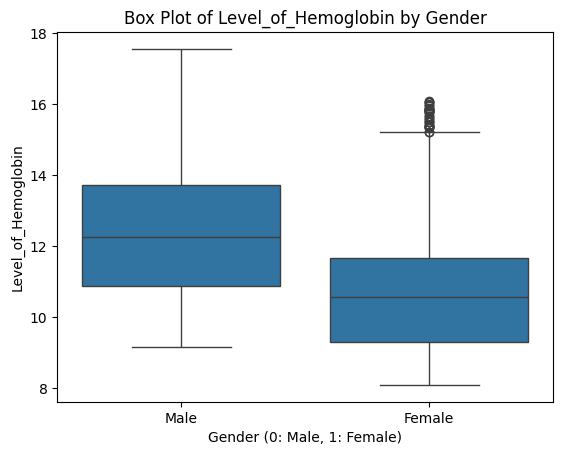 Box Plot of Level_of_Hemoglobin by Gender
18
16
14
12
10
8
Level_of_Hemoglobin
Male Female
Gender (0: Male, 1: Female)